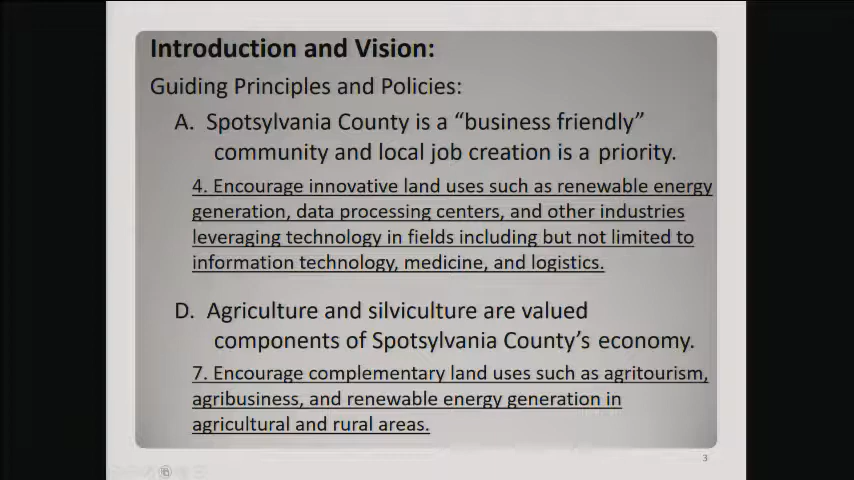 Introduction and Vision:
Guiding Principles and Policies:
A. Spotsylvania County is a “business friendly”
community and local job creation is a priority.
4. Encourage innovative land uses such as renewable energy
generation, data processing centers, and other industries
leveraging technology in fields including but not limited to
information technology, medicine, and logistics.
D. Agriculture and silviculture are valued
components of Spotsylvania County’s economy.
7. Encourage complementary land uses such as agritourism,
agribusiness, and renewable energy generation in
agricultural and rural areas.
3